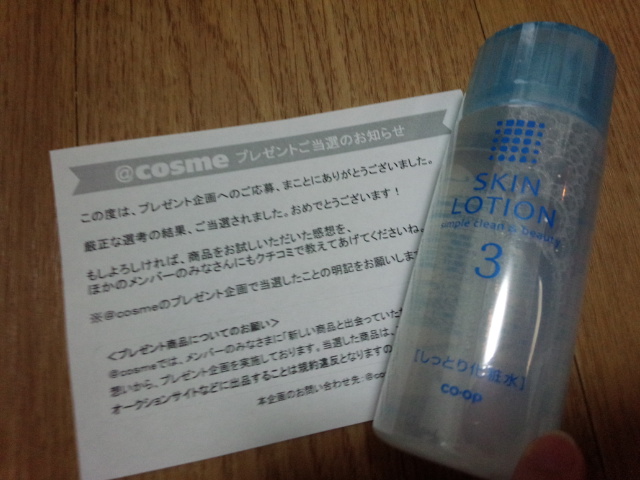 @cosme プレゼントご当選のお知らせ
この度は、プレゼント企画へのご応募、まことにありがとうございました。
厳正な選考の結果、ご当選されました。おめでとうございます！
もしよろしければ、商品をお試しいただいた感想を、
ほかのメンバーのみなさんにもクチコミで教えてあげてくださいね。
※@cosmeのプレゼント企画で当選したことの明記をお願いしま
＜プレゼント商品についてのお願い＞
@cosmeでは、メンバーのみなさまに「新しい商品と出会っていただ
想いから、プレゼント企画を実施しております。当選した商品は、
オークションサイトなどに出品することは規約違反となりますの
本企画のお問い合わせ先：@co
SKIN
LOTION
simple clean & beauty
3
[しっとり化粧水]
co-op